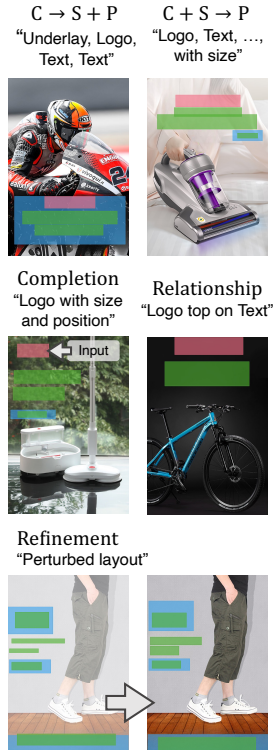 C → S + P
“Underlay, Logo,
Text, Text”
C + S → P
“Logo, Text, …,
with size”
Completion
“Logo with size
and position”
Input
Relationship
“Logo top on Text”
Refinement
“Perturbed layout”